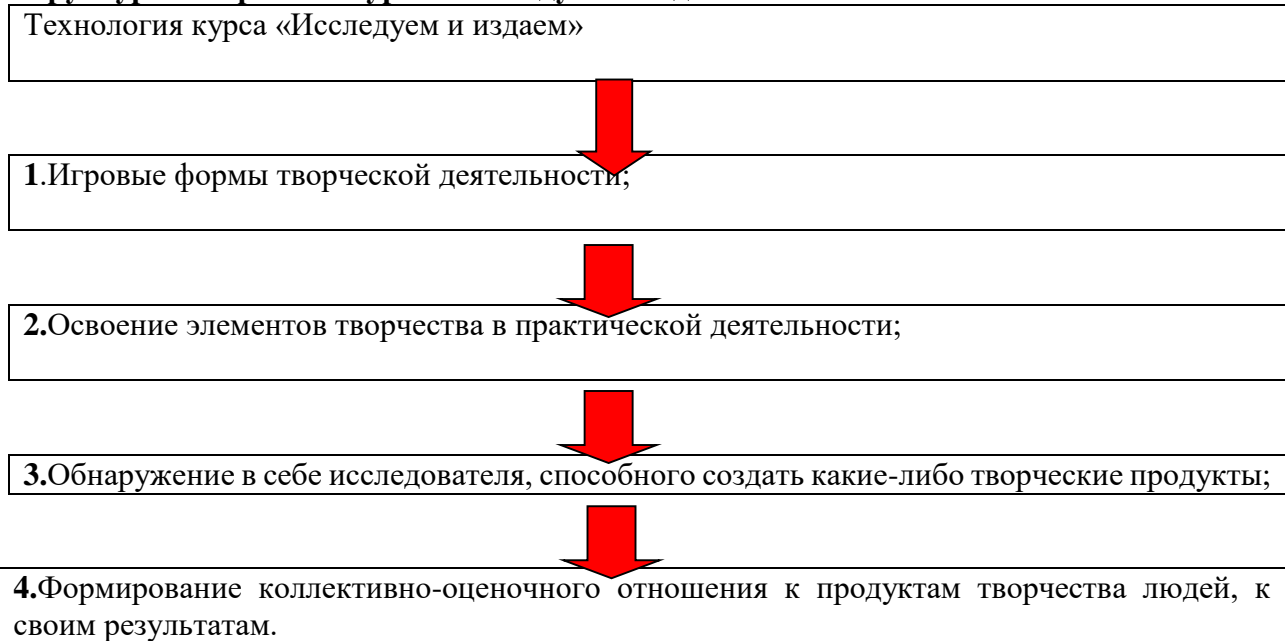 Технология курса «Исследуем и издаем»
1.Игровые формы творческой деятельности;
2.Освоение элементов творчества в практической деятельности;
3.Обнаружение в себе исследователя, способного создать какие-либо творческие продукты;
4.Формирование коллективно-оценочного отношения к продуктам творчества людей, к
своим результатам.